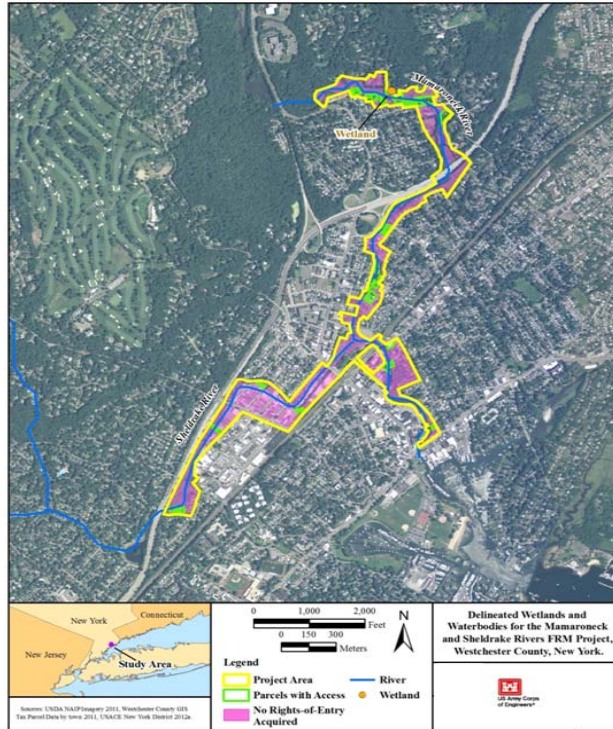 Mamaroneck River
Wetland
Sheldrake River
New York
Connecticut
New Jersey
Study Area
Sources: USDA NAIP Imagery 2011, Westchester County GIS
Tax Parcel Data by town 2011, USACE New York District 2012a.
0 1,000 2,000
Feet
0 150 300
Meters
N
Legend
Project Area
River
Parcels with Access
Wetland
No Rights-of-Entry
Acquired
Delineated Wetlands and
Waterbodies for the Mamaroneck
and Sheldrake Rivers FRM Project,
Westchester County, New York.
US Army Corps
of Engineers®